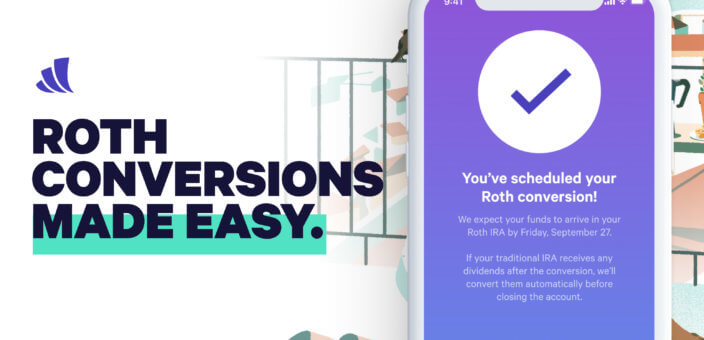 ROTH
CONVERSIONS
MADE EASY.
9:41
You've scheduled your
Roth conversion!
We expect your funds to arrive in your
Roth IRA by Friday, September 27.
If your traditional IRA receives any
dividends after the conversion, we'll
convert them automatically before
closing the account.